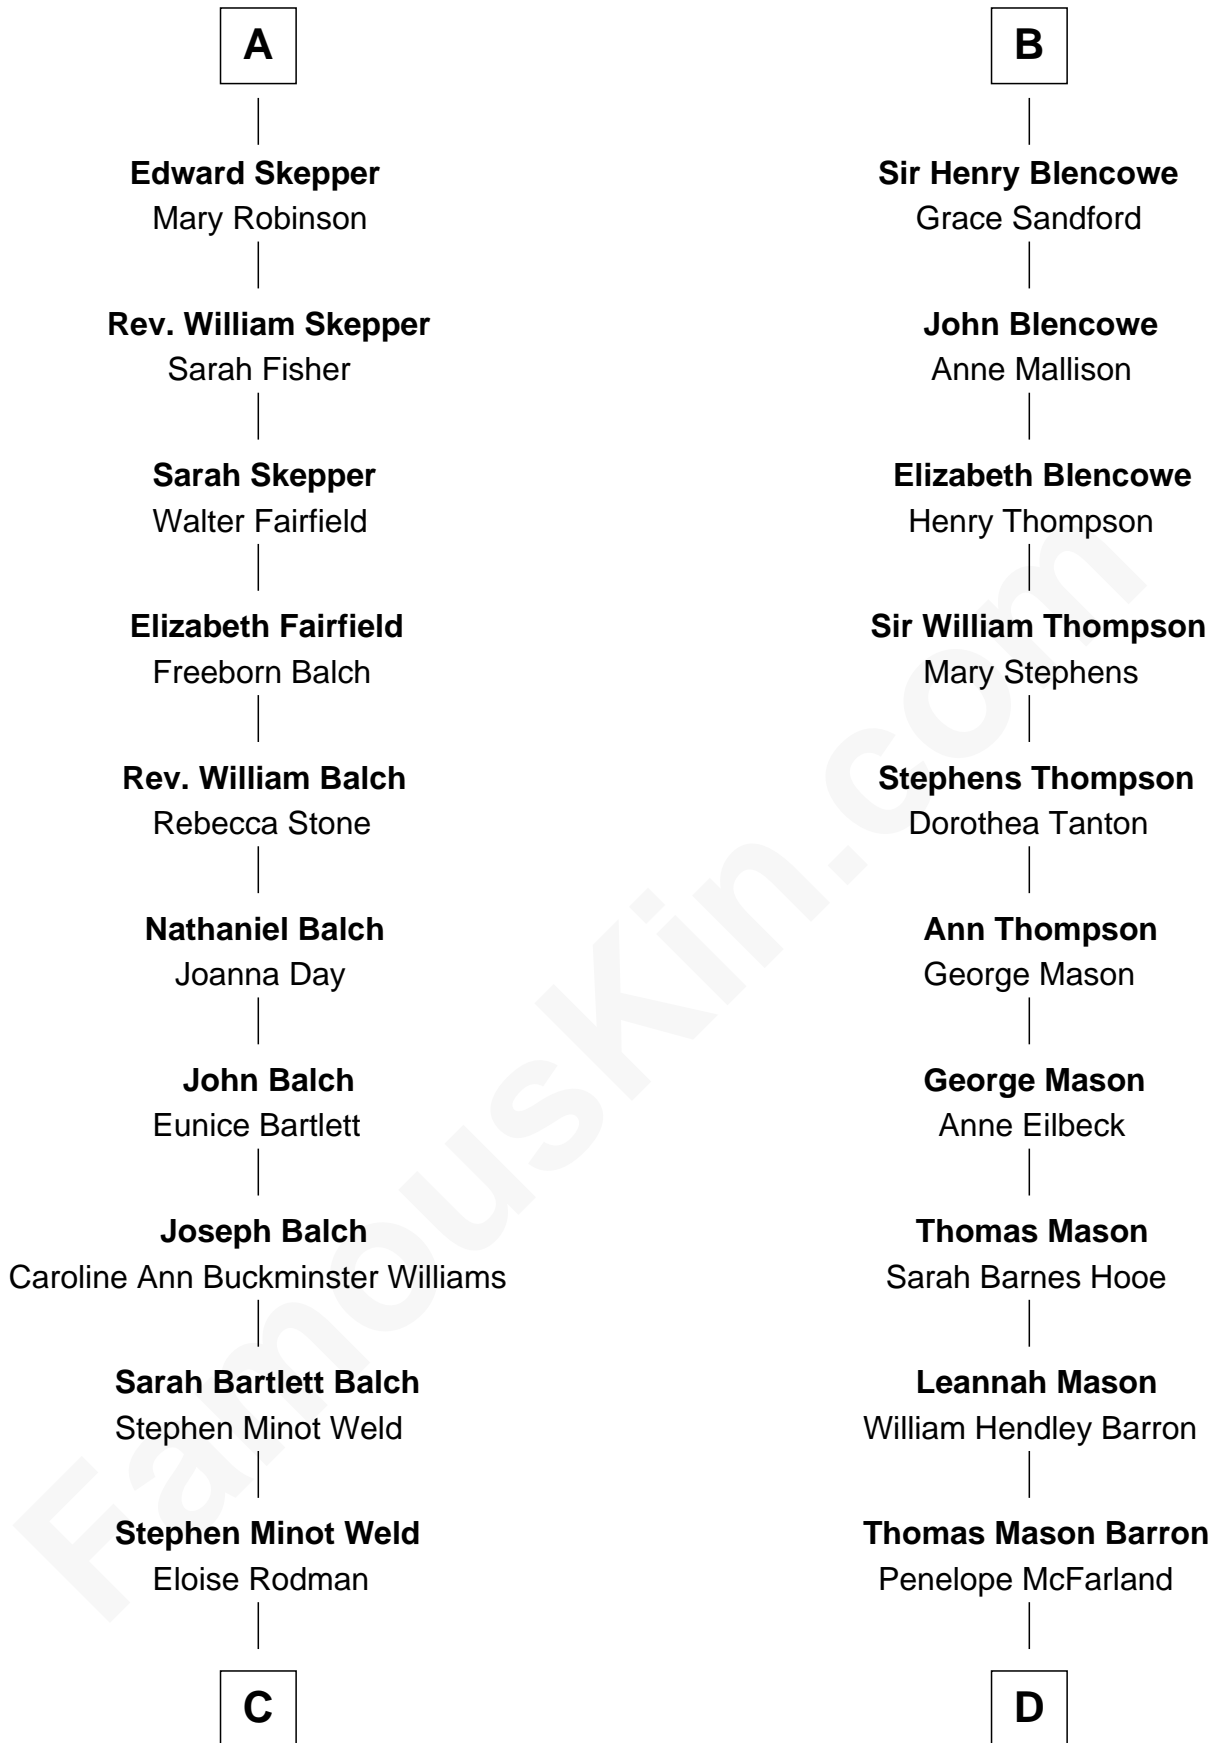 A
Edward Skepper
Mary Robinson
Rev. William Skepper
Sarah Fisher
Sarah Skepper
Walter Fairfield
Elizabeth Fairfield
Freeborn Balch
Rev. William Balch
Rebecca Stone
Nathaniel Balch
Joanna Day
John Balch
Eunice Bartlett
Joseph Balch
Caroline Ann Buckminster Williams
Sarah Bartlett Balch
Stephen Minot Weld
Stephen Minot Weld
Eloise Rodman
C
B
Sir Henry Blencowe
Grace Sandford
John Blencowe
Anne Mallison
Elizabeth Blencowe
Henry Thompson
Sir William Thompson
Mary Stephens
Stephens Thompson
Dorothea Tanton
Ann Thompson
George Mason
George Mason
Anne Eilbeck
Thomas Mason
Sarah Barnes Hooe
Leannah Mason
William Hendley Barron
Thomas Mason Barron
Penelope McFarland
D
FamousKin.com